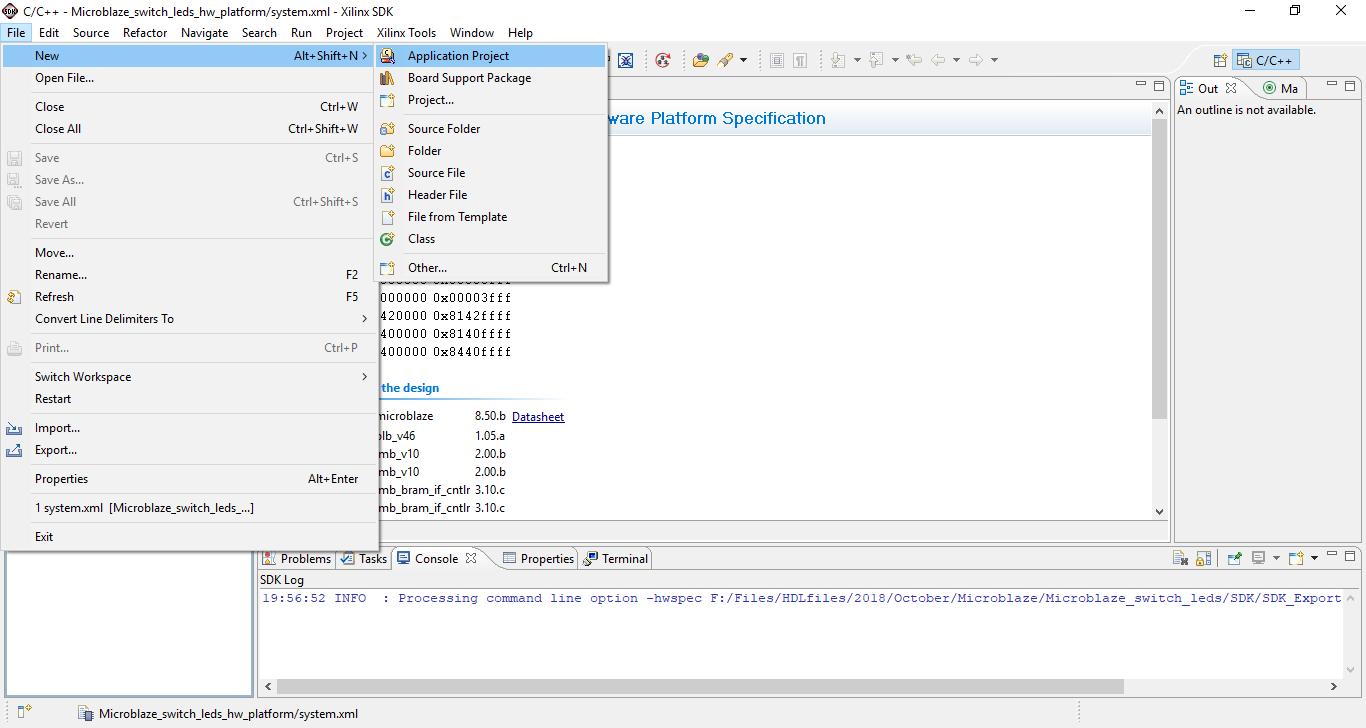 C/C++ - Microblaze_switch_leds_hw_platform/system.xml - Xilinx SDK
File Edit Source Refactor Navigate Search Run Project Xilinx Tools Window Help
New Alt+Shift+N
Open File...
Close Ctrl+W
Close All Ctrl+Shift+W
Save Ctrl+S
Save As...
Save All Ctrl+Shift+S
Revert
Move...
Rename... F2
Refresh F5
Convert Line Delimiters To
Print... Ctrl+P
Switch Workspace
Restart
Import...
Export...
Properties Alt+Enter
1 system.xml [Microblaze_switch_leds_...]
Exit
Application Project
Board Support Package
Project...
Source Folder
Folder
Source File
Header File
File from Template
Class
Other... Ctrl+N
C/C++
Out Ma
An outline is not available.
ware Platform Specification
000000 0x00003fff
420000 0x8142ffff
400000 0x8140ffff
400000 0x8440ffff
the design
microblaze 8.50.b Datasheet
plb_v46 1.05.a
mb_v10 2.00.b
mb_v10 2.00.b
mb_bram_if_cntlr 3.10.c
mb_bram_if_cntlr 3.10.c
Problems Tasks Console Properties Terminal
SDK Log
19:56:52 INFO : Processing command line option -hwspec F:/Files/HDLfiles/2018/October/Microblaze/Microblaze_switch_leds/SDK/SDK_Export
Microblaze_switch_leds_hw_platform/system.xml